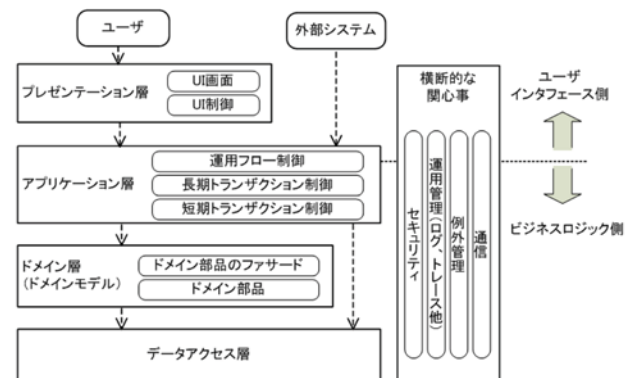 ユーザ
外部システム
プレゼンテーション層
UI画面
UI制御
アプリケーション層
運用フロー制御
長期トランザクション制御
短期トランザクション制御
ドメイン層
(ドメインモデル)
ドメイン部品のファサード
ドメイン部品
データアクセス層
横断的な
関心事
セキュリティ
運用管理(ログ、トレース他)
例外管理
通信
ユーザ
インタフェース側
ビジネスロジック側